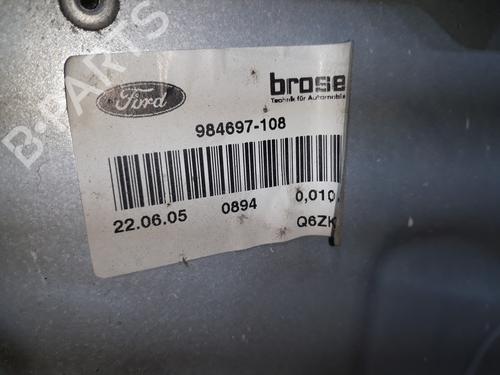 B-PARTS
Ford
brose
Technik für Automobile
984697-108
22.06.05 0894 0,010
Q6ZK